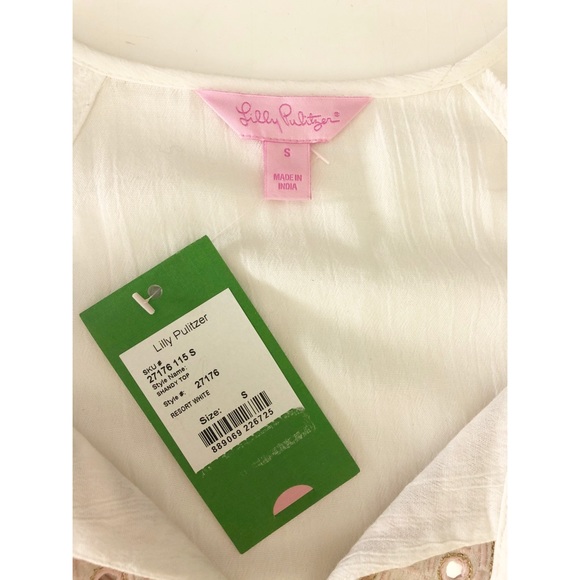 Lilly Pulitzer®
S
MADE IN
INDIA
Lilly Pulitzer
SKU #
27176 115 S
Style Name:
SHANDY TOP
Style #: 27176
RESORT WHITE
Size: S
889069 226725